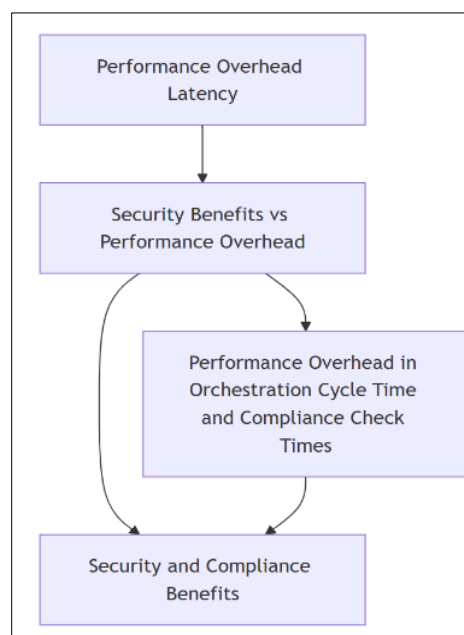 Performance Overhead
Latency
Security Benefits vs
Performance Overhead
Performance Overhead in
Orchestration Cycle Time
and Compliance Check
Times
Security and Compliance
Benefits